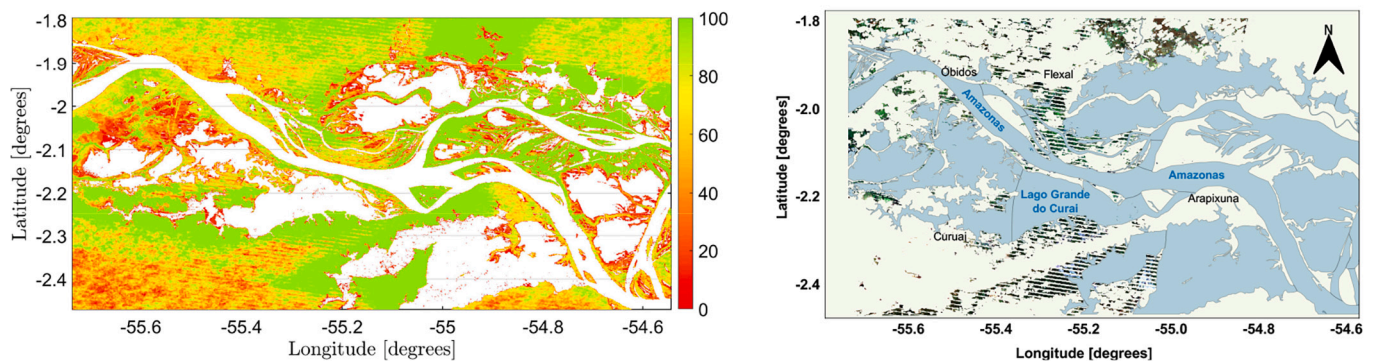 -1.8
-1.9
-2
-2.1
-2.2
-2.3
-2.4
Latitude [degrees]
-55.6
-55.4
-55.2
-55
-54.8
-54.6
Longitude [degrees]
100
80
60
40
20
0
-1.8
-2.0
-2.2
-2.4
Latitude [degrees]
N
Óbidos
Flexal
Amazonas
Amazonas
Lago Grande
do Curai
Arapixuna
Curuai
-55.6
-55.4
-55.2
-55.0
-54.8
-54.6
Longitude [degrees]